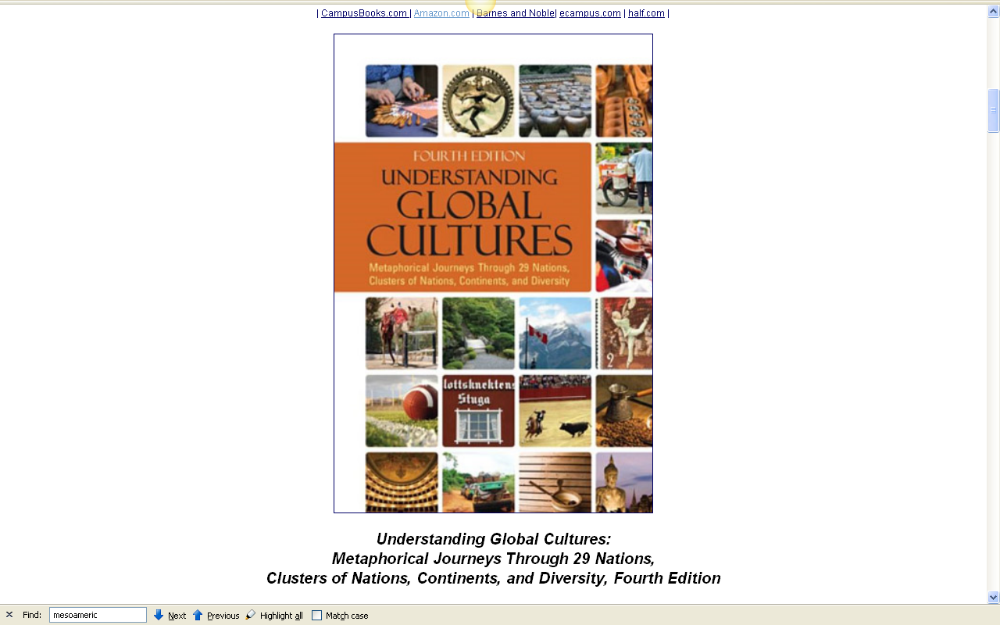 | CampusBooks.com | Amazon.com | Barnes and Noble| ecampus.com | half.com |
FOURTH EDITION
UNDERSTANDING
GLOBAL
CULTURES
Metaphorical Journeys Through 29 Nations,
Clusters of Nations, Continents, and Diversity
2
lottsknektens
Stuga
Understanding Global Cultures:
Metaphorical Journeys Through 29 Nations,
Clusters of Nations, Continents, and Diversity, Fourth Edition
Find: mesoameric Next Previous Highlight all Match case